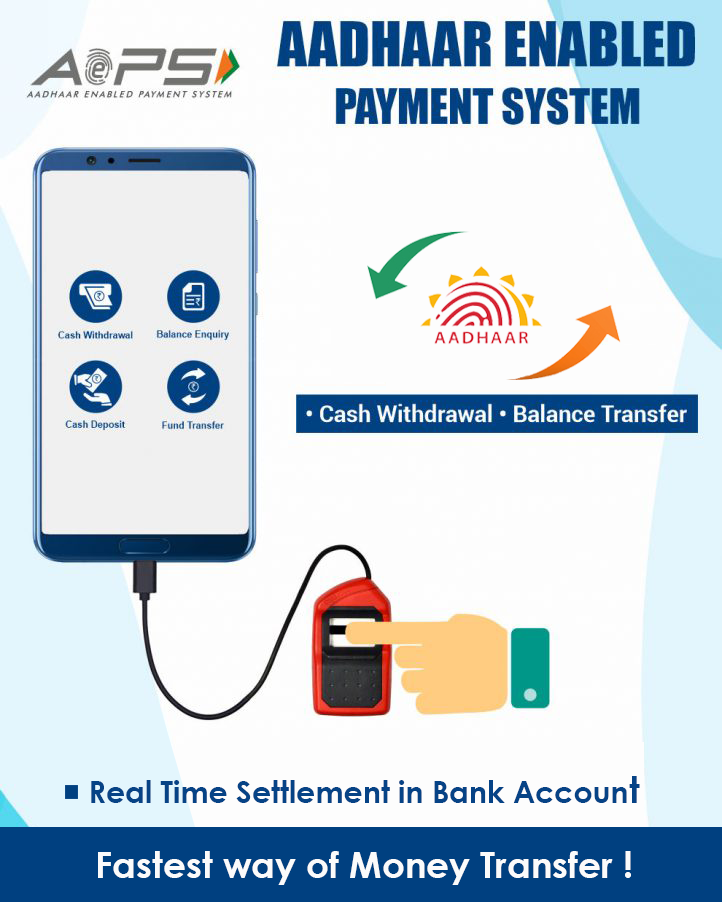 AePS
AADHAAR ENABLED PAYMENT SYSTEM
AADHAAR ENABLED
PAYMENT SYSTEM
Cash Withdrawal
Balance Enquiry
Cash Deposit
Fund Transfer
AADHAAR
• Cash Withdrawal • Balance Transfer
▪ Real Time Settlement in Bank Account
Fastest way of Money Transfer !